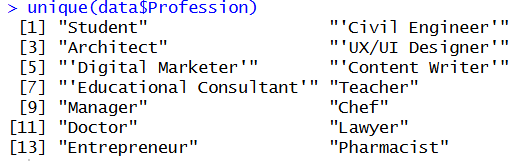 > unique(data$Profession)
 [1] "Student"                  "'Civil Engineer'"
 [3] "Architect"                "'UX/UI Designer'"
 [5] "'Digital Marketer'"       "'Content Writer'"
 [7] "'Educational Consultant'" "Teacher"
 [9] "Manager"                  "Chef"
[11] "Doctor"                   "Lawyer"
[13] "Entrepreneur"             "Pharmacist"